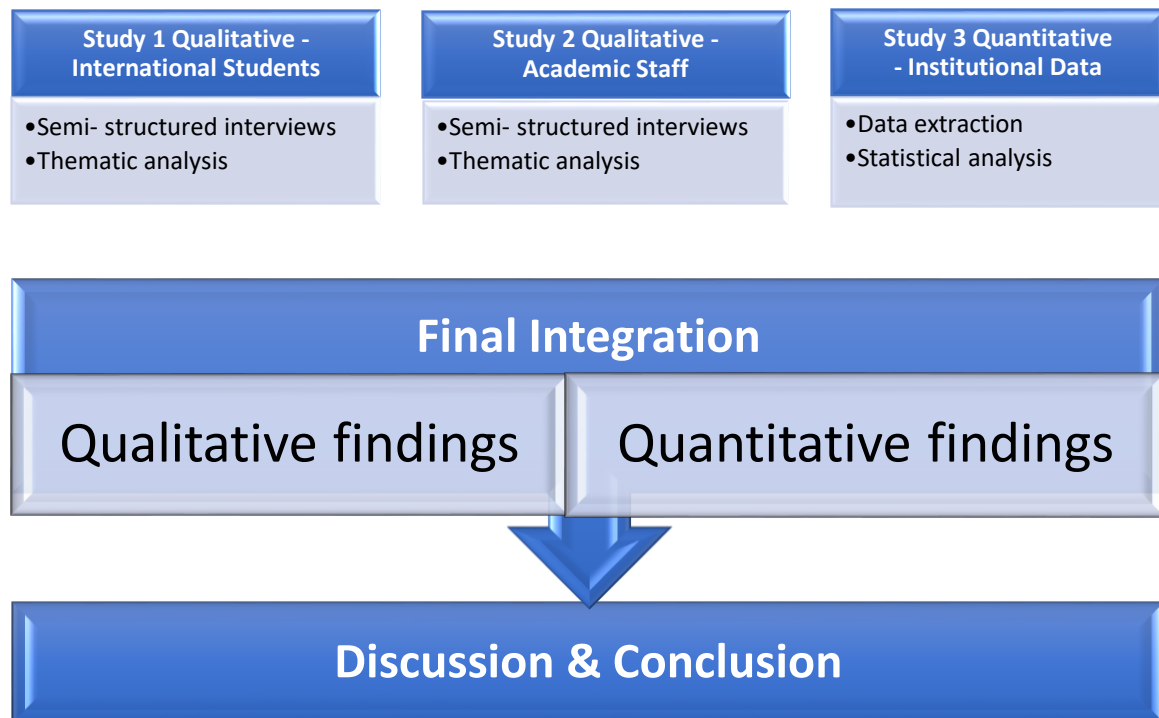 Study 1 Qualitative -
International Students
•Semi- structured interviews
•Thematic analysis
Study 2 Qualitative -
Academic Staff
•Semi- structured interviews
•Thematic analysis
Study 3 Quantitative
- Institutional Data
•Data extraction
•Statistical analysis
Final Integration
Qualitative findings
Quantitative findings
Discussion & Conclusion